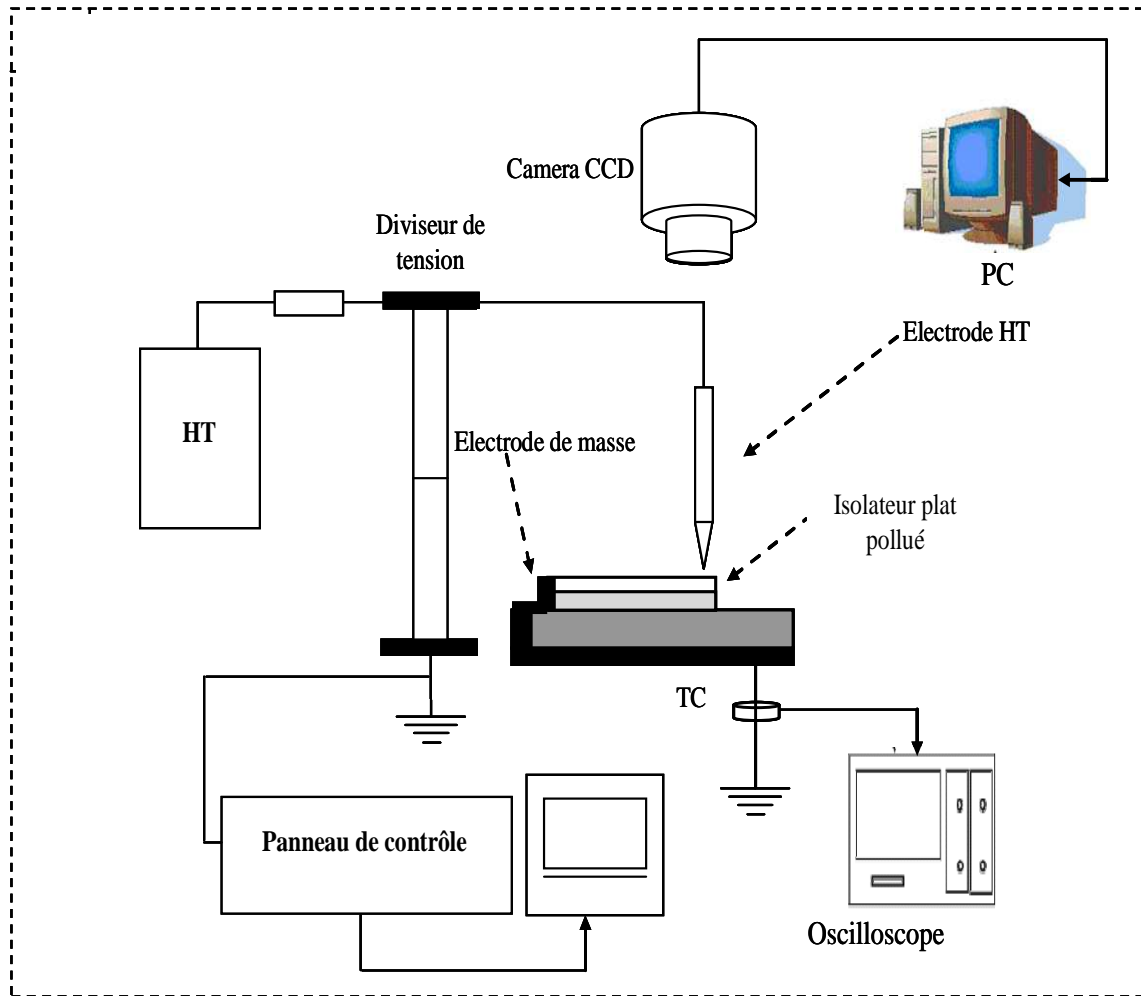 Camera CCD
Diviseur de
tension
PC
Electrode HT
HT
Electrode de masse
Isolateur plat
pollué
TC
Panneau de contrôle
Oscilloscope